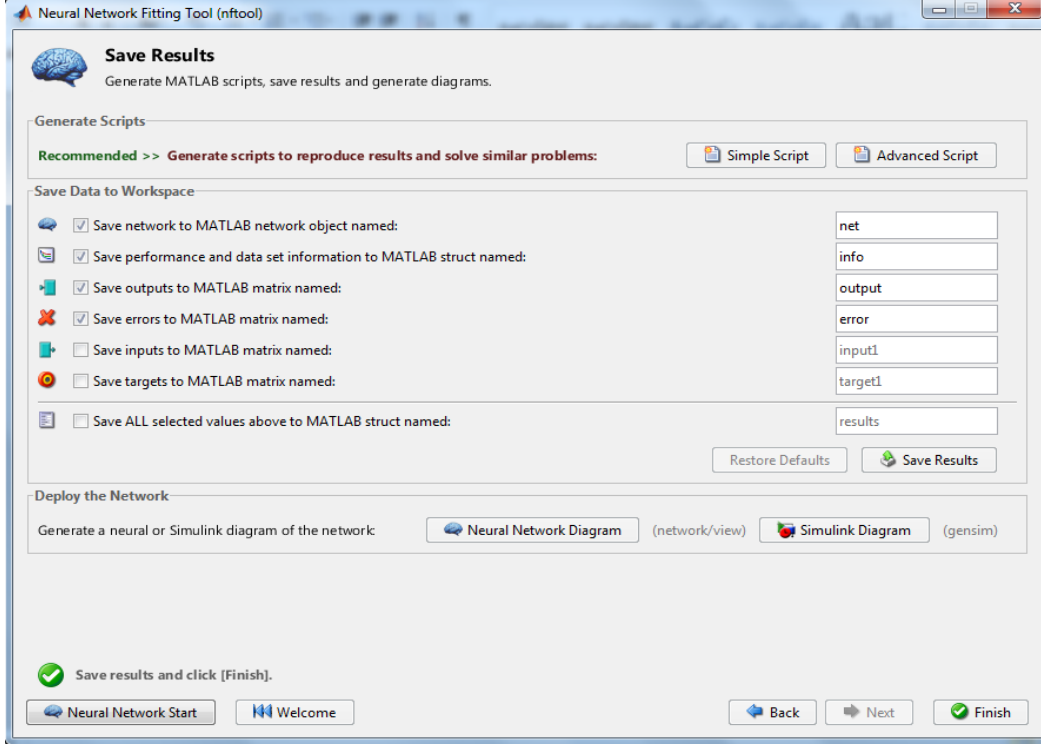 Neural Network Fitting Tool (nftool)
Save Results
Generate MATLAB scripts, save results and generate diagrams.
Generate Scripts
Recommended >> Generate scripts to reproduce results and solve similar problems: Simple Script Advanced Script
Save Data to Workspace
Save network to MATLAB network object named: net
Save performance and data set information to MATLAB struct named: info
Save outputs to MATLAB matrix named: output
Save errors to MATLAB matrix named: error
Save inputs to MATLAB matrix named: input1
Save targets to MATLAB matrix named: target1
Save ALL selected values above to MATLAB struct named: results
Restore Defaults Save Results
Deploy the Network
Generate a neural or Simulink diagram of the network: Neural Network Diagram (network/view) Simulink Diagram (gensim)
Save results and click [Finish].
Neural Network Start Welcome Back Next Finish